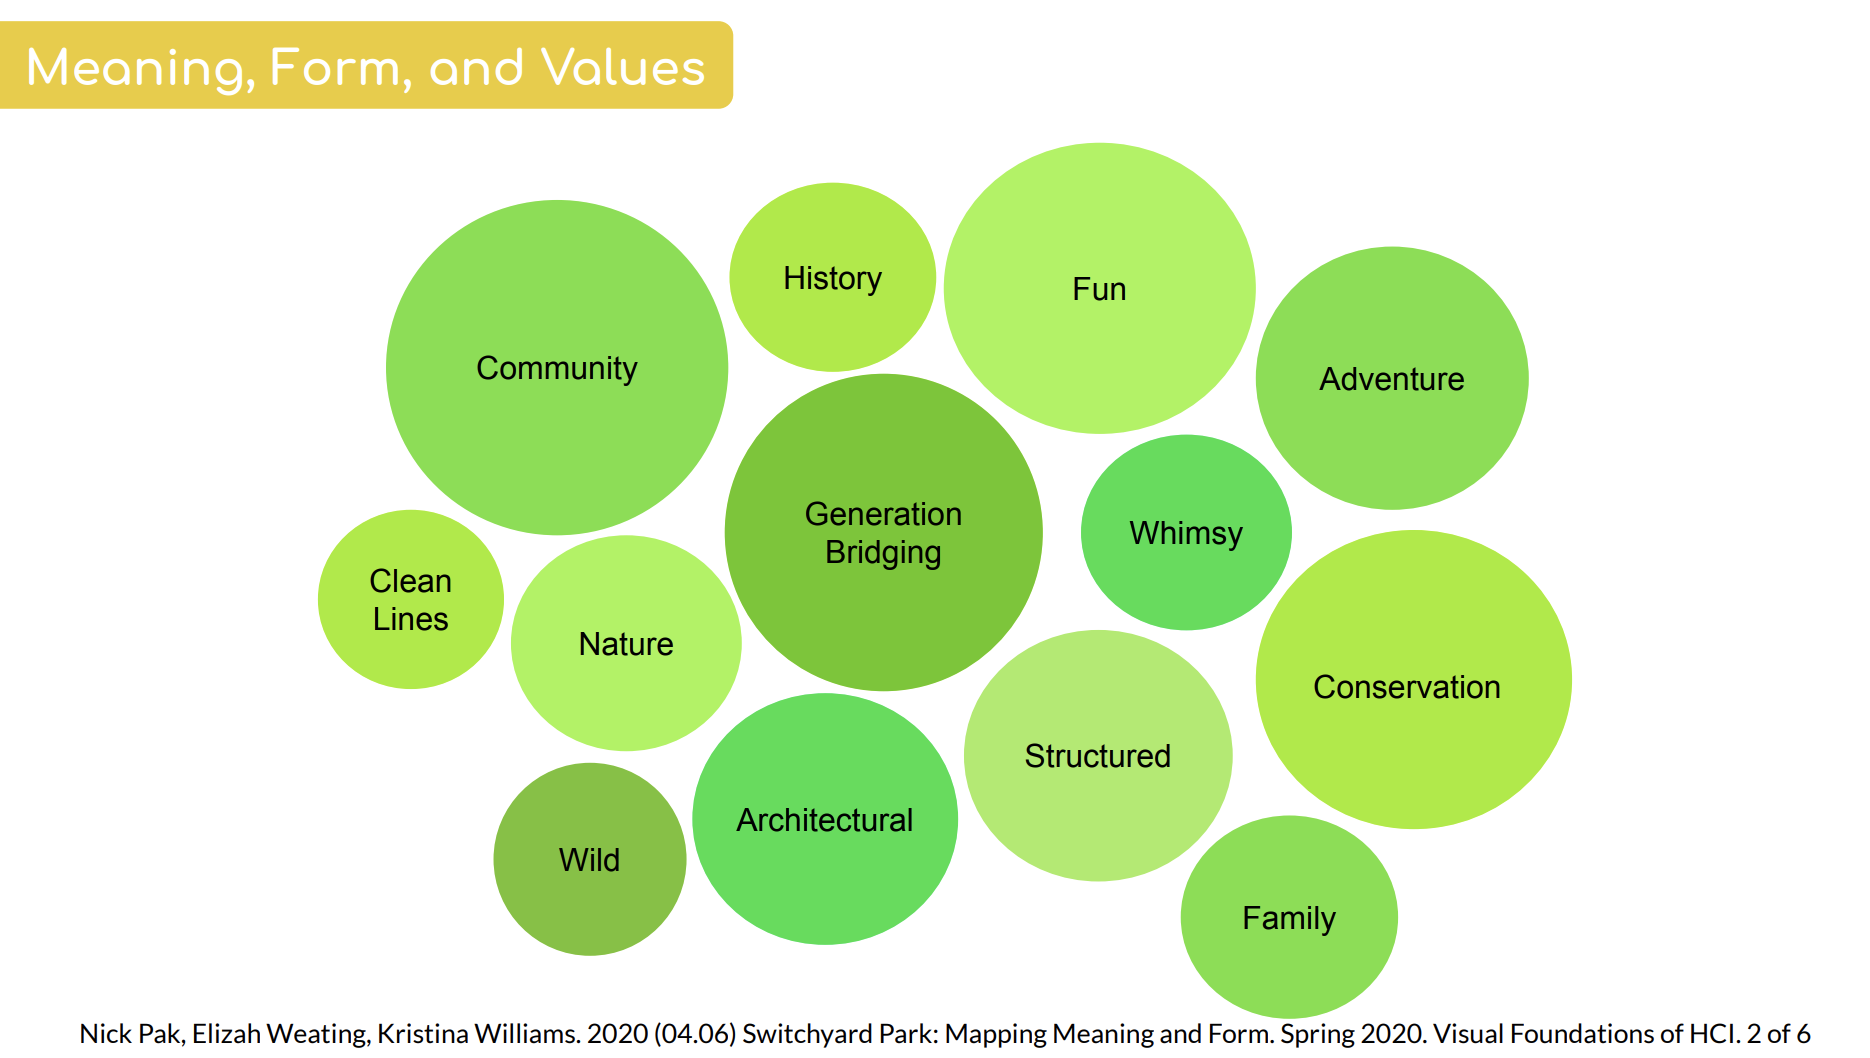 Meaning, Form, and Values
History
Fun
Community
Adventure
Generation
Bridging
Whimsy
Clean
Lines
Nature
Conservation
Structured
Architectural
Wild
Family
Nick Pak, Elizah Weating, Kristina Williams. 2020 (04.06) Switchyard Park: Mapping Meaning and Form. Spring 2020. Visual Foundations of HCI. 2 of 6